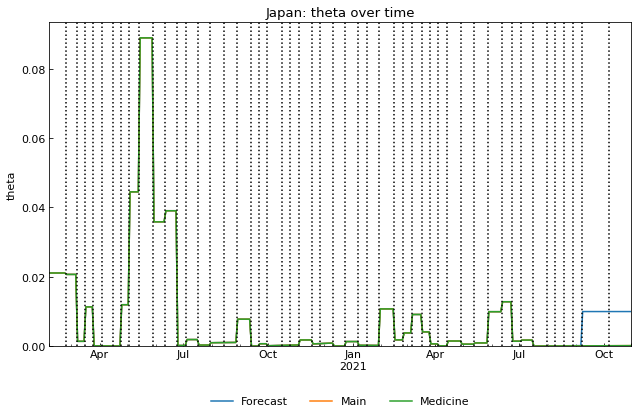 Japan: theta over time
theta
0.08
0.06
0.04
0.02
0.00
Apr Jul Oct Jan Apr Jul Oct
2021
Forecast Main Medicine